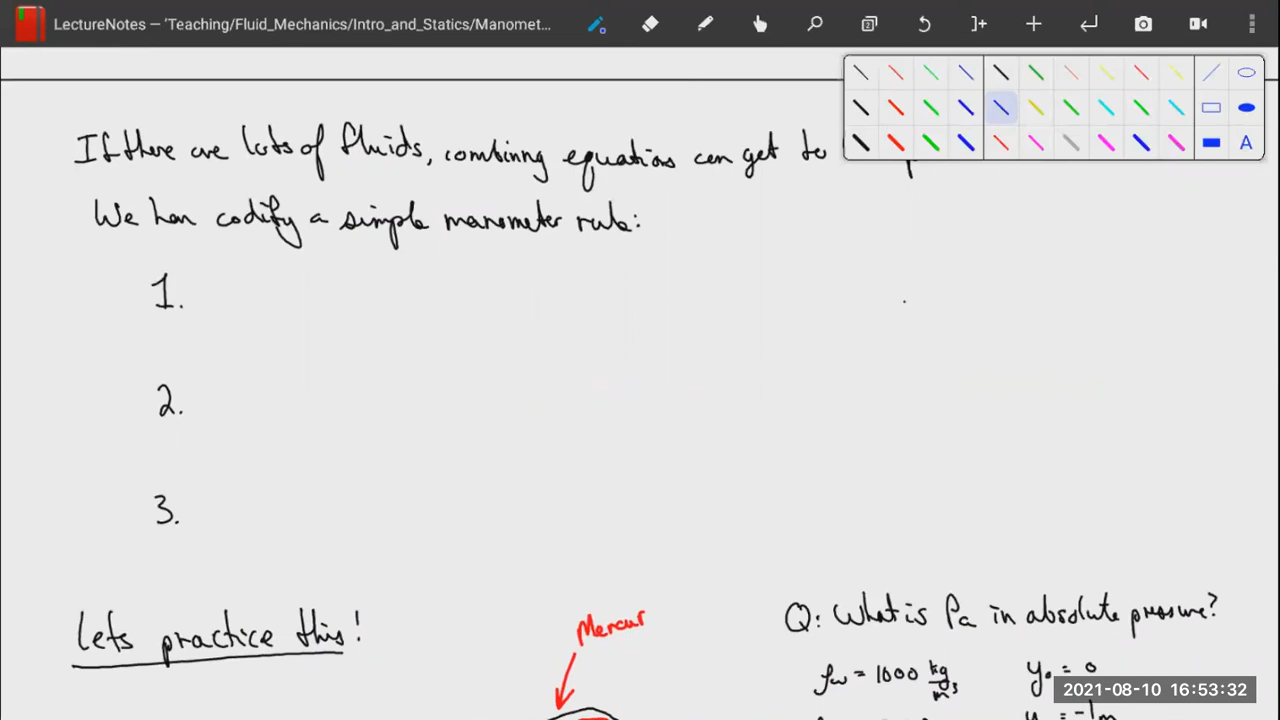 LectureNotes — 'Teaching/Fluid_Mechanics/Intro_and_Statics/Manomet...
A
If there are lots of fluids, combining equations can get to
We han codify a simple manometer rule:
1.
2.
3.
Lets practice this!
Mercur
Q: What is Pa in absolute pressure?
ρw = 1000 kg/m³ y₀ = 0
2021-08-10 16:53:32
-1m